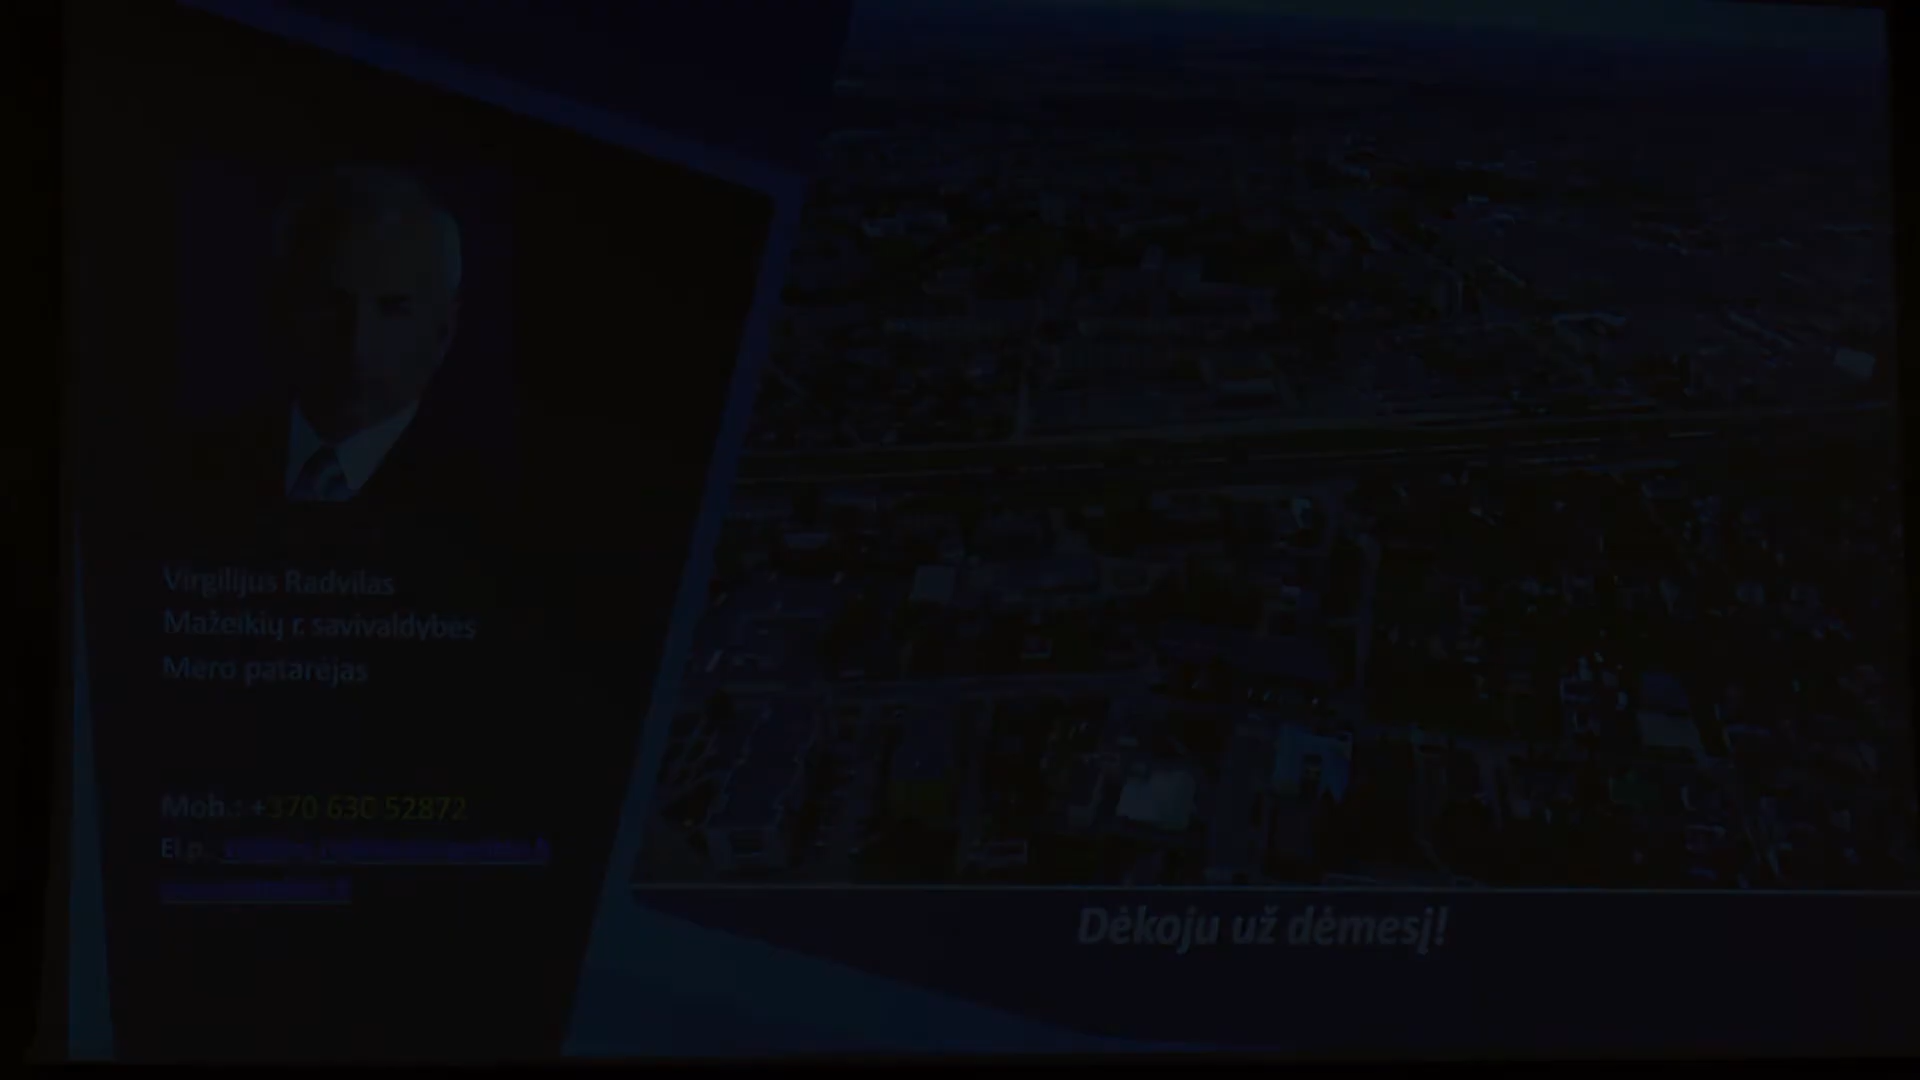 Virgilijus Radvilas
Mažeikių r. savivaldybės
Mero patarėjas
Mob.: +370 630 52872
El.p.
Dėkoju už dėmesį!